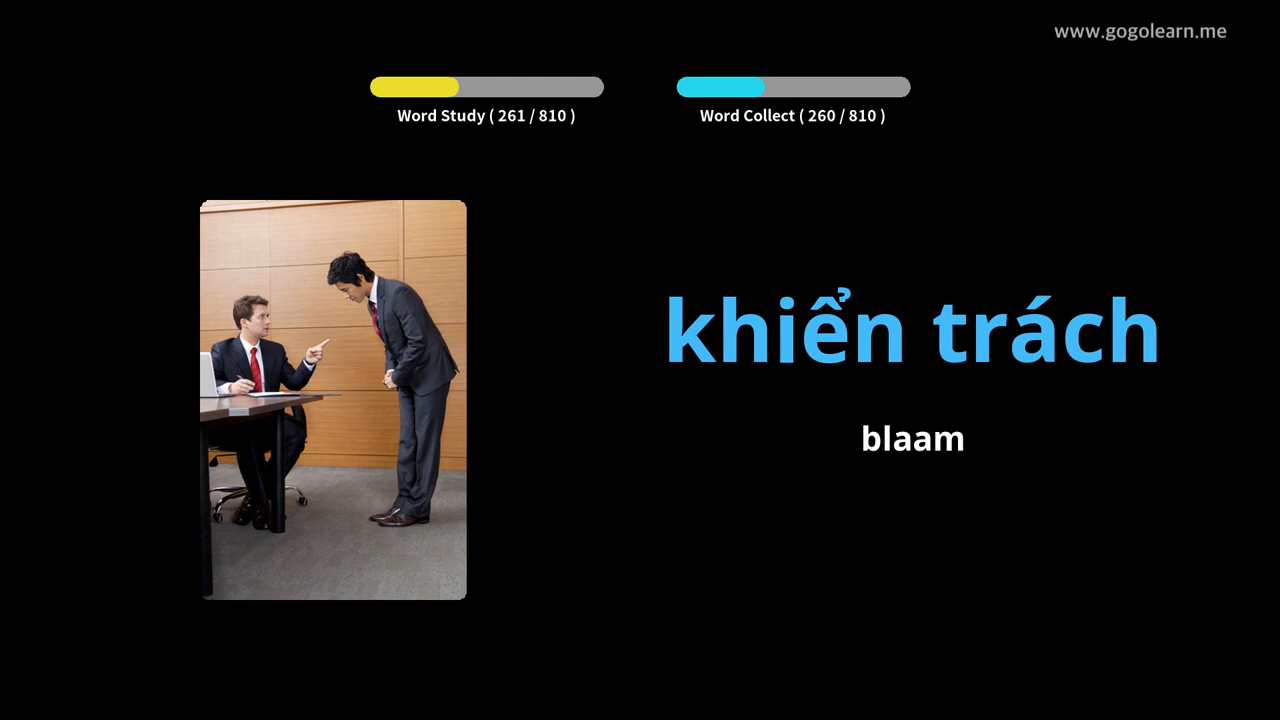 www.gogolearn.me
Word Study ( 261 / 810 )
Word Collect ( 260 / 810 )
khiển trách
blaam